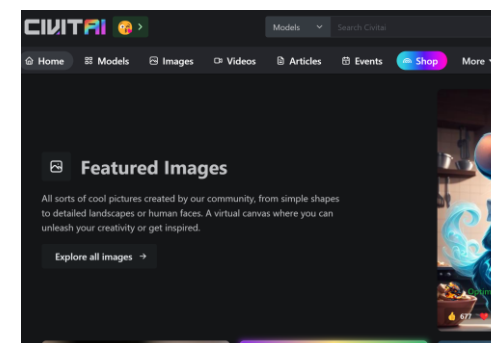 CIVITAI
Models
Search Civitai
Home
Models
Images
Videos
Articles
Events
Shop
More
Featured Images
All sorts of cool pictures created by our community, from simple shapes
to detailed landscapes or human faces. A virtual canvas where you can
unleash your creativity or get inspired.
Explore all images
677